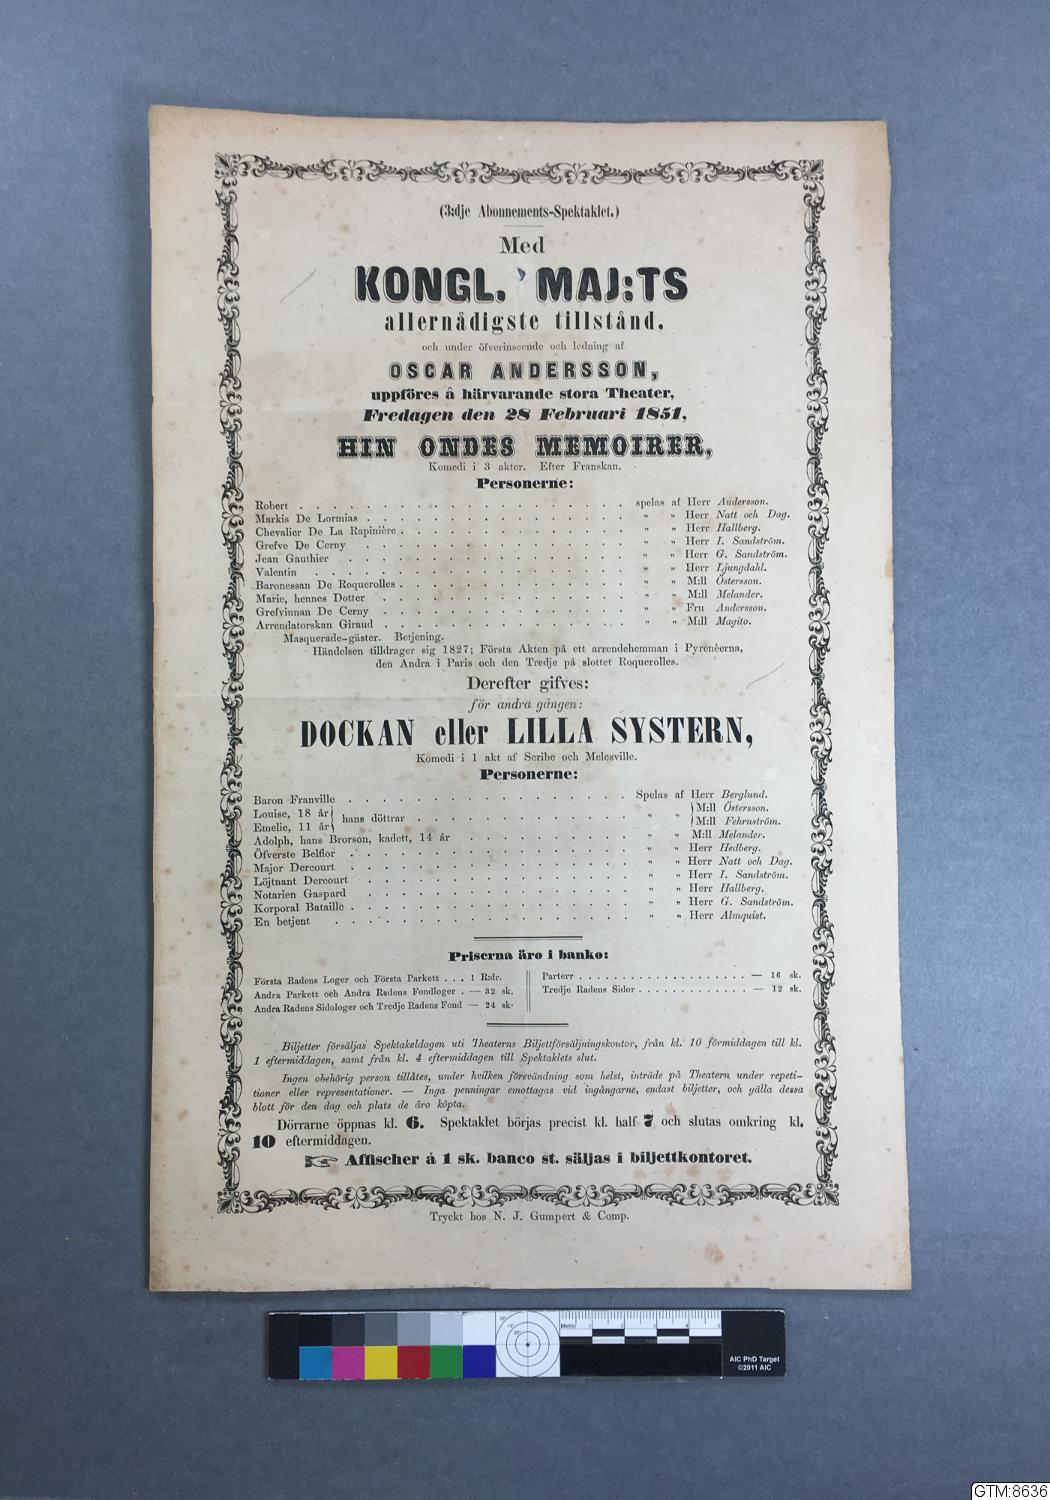 (3:dje Abonnements-Spektaklet.)
Med
KONGL. MAJ:TS
allernådigste tillstånd,
och under öfverinseende och ledning af
OSCAR ANDERSSON,
uppföres å härvarande stora Theater,
Fredagen den 28 Februari 1851,
HIN ONDES MEMOIRER,
Komedi i 3 akter. Efter Franskan.
Personerne:
Robert . . . spelas af Herr Andersson.
Markis De Lormias . . . „ „ Herr Natt och Dag.
Chevalier De La Rapinière . . . „ „ Herr Hallberg.
Grefve De Cerny . . . „ „ Herr I. Sandström.
Jean Gauthier . . . „ „ Herr G. Sandström.
Valentin . . . „ „ Herr Ljungdahl.
Baronessan De Roquerolles . . . „ „ M:ll Östersson.
Marie, hennes Dotter . . . „ „ M:ll Melander.
Grefvinnan De Cerny . . . „ „ Fru Andersson.
Arrendatorskan Giraud . . . „ „ M:ll Magito.
Masquerade-gäster. Betjening.
Händelsen tilldrager sig 1827; Första Akten på ett arrendehemman i Pyrenéerna,
den Andra i Paris och den Tredje på slottet Roquerolles.
Derefter gifves:
för andra gången:
DOCKAN eller LILLA SYSTERN,
Komedi i 1 akt af Scribe och Melesville.
Personerne:
Baron Franville . . . Spelas af Herr Berglund.
Louise, 18 år } hans döttrar . . . „ „ { M:ll Östersson.
Emelie, 11 år } { M:ll Fehrnström.
Adolph, hans Brorson, kadett, 14 år . . . „ „ M:ll Melander.
Öfverste Belflor . . . „ „ Herr Hedberg.
Major Dercourt . . . „ „ Herr Natt och Dag.
Löjtnant Dercourt . . . „ „ Herr I. Sandström.
Notarien Gaspard . . . „ „ Herr Hallberg.
Korporal Bataille . . . „ „ Herr G. Sandström.
En betjent . . . „ „ Herr Almquist.
Priserna äro i banko:
Första Radens Loger och Första Parkett . . . 1 Rdr.
Andra Parkett och Andra Radens Fondloger . — 32 sk.
Andra Radens Sidologer och Tredje Radens Fond — 24 sk.
Parterr . . . — 16 sk.
Tredje Radens Sidor . . . — 12 sk.
Biljetter försäljas Spektakeldagen uti Theaterns Biljettförsäljningskontor, från kl. 10 förmiddagen till kl.
1 eftermiddagen, samt från kl. 4 eftermiddagen till Spektaklets slut.
Ingen obehörig person tillåtes, under hvilken förevändning som helst, inträde på Theatern under repeti-
tioner eller representationer. — Inga penningar emottagas vid ingångarne, endast biljetter, och gälla dessa
blott för den dag och plats de äro köpta.
Dörrarne öppnas kl. 6. Spektaklet börjas precist kl. half 7 och slutas omkring kl.
10 eftermiddagen.
Affischer à 1 sk. banco st. säljas i biljettkontoret.
Tryckt hos N. J. Gumpert & Comp.
AIC PhD Target
©2011 AIC
GTM:8636